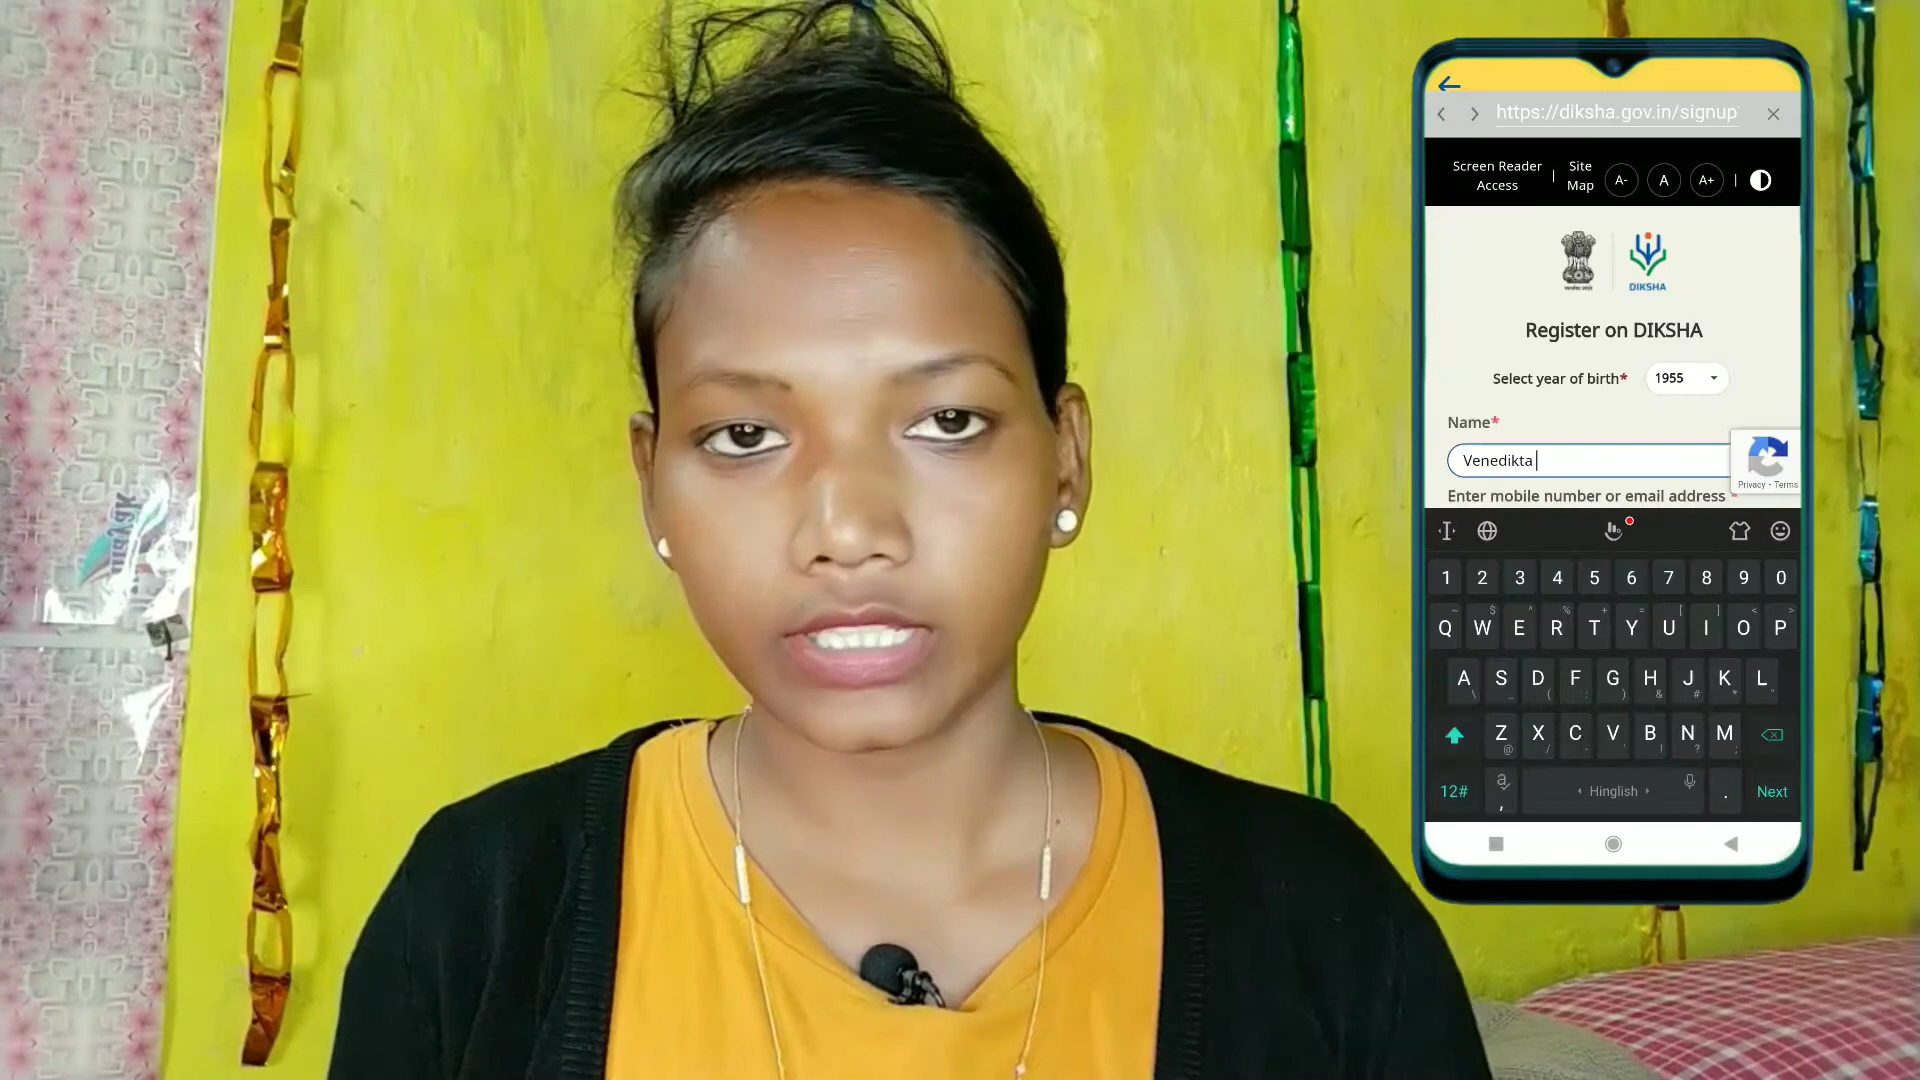 https://diksha.gov.in/signup
Screen Reader Access | Site Map A- A A+ |
DIKSHA
Register on DIKSHA
Select year of birth* 1955
Name*
Venedikta
Privacy - Terms
Enter mobile number or email address *
1 2 3 4 5 6 7 8 9 0
Q W E R T Y U I O P
A S D F G H J K L
Z X C V B N M
12# , Hinglish . Next